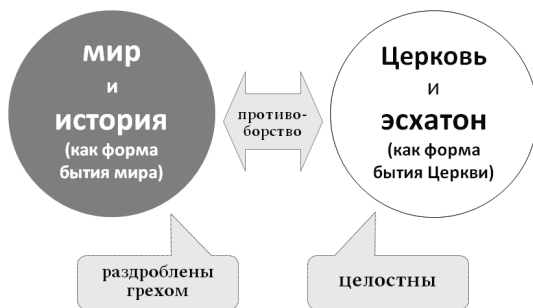 мир
и
история
(как форма
бытия мира)
противо-
борство
Церковь
и
эсхатон
(как форма
бытия Церкви)
раздроблены
грехом
целостны